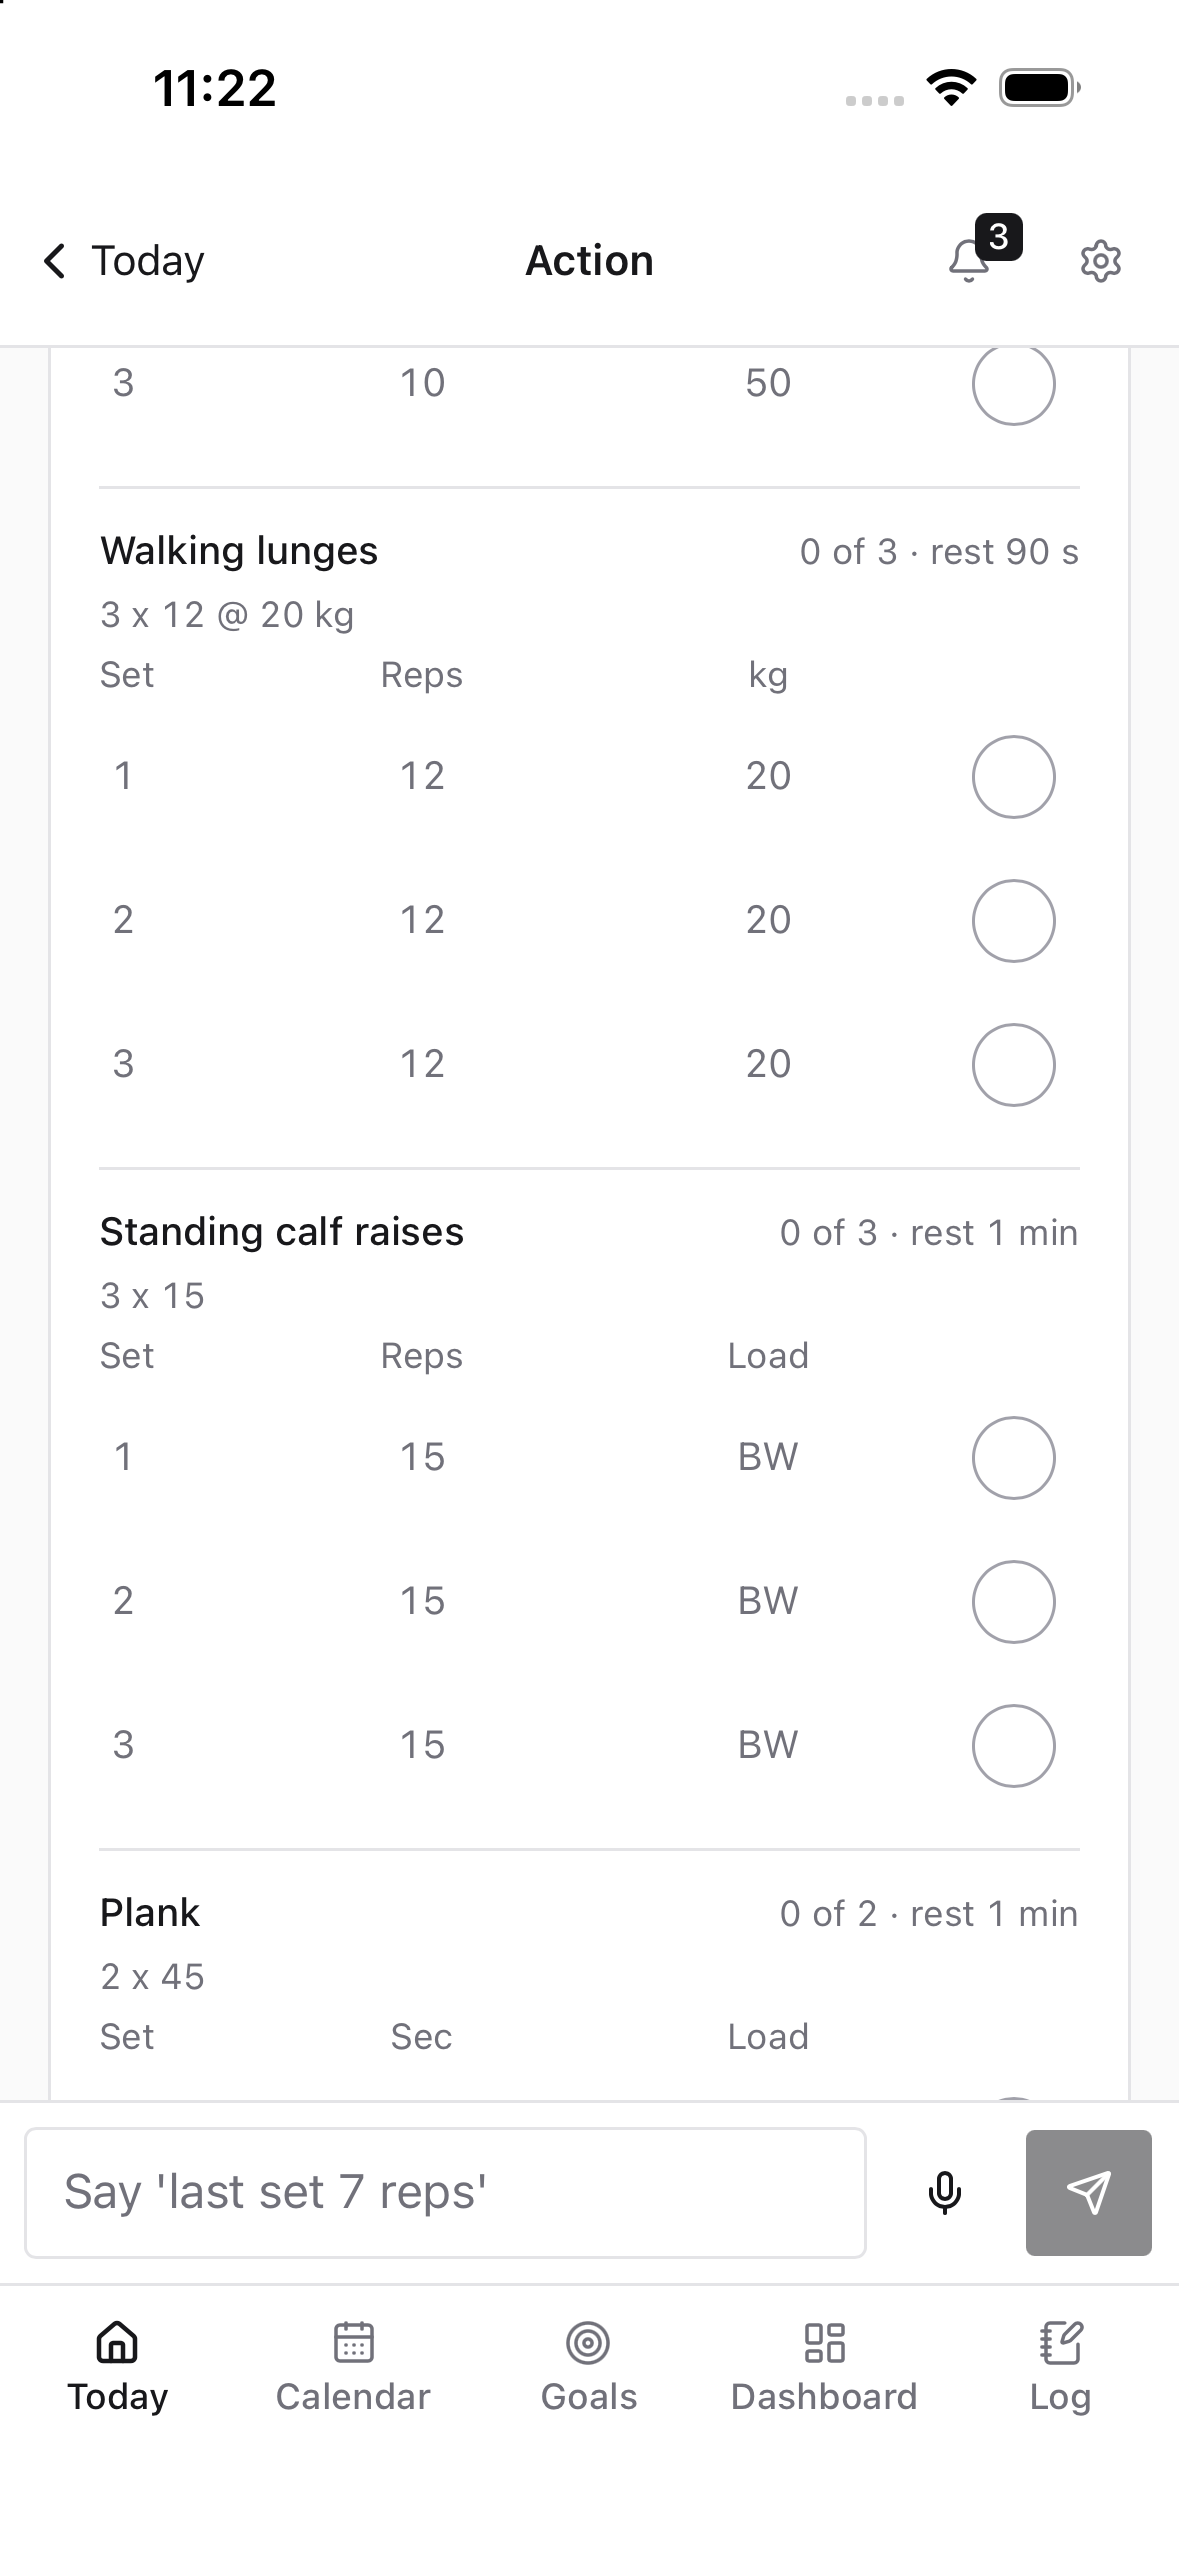 11:22
Today Action 3
3 10 50
Walking lunges 0 of 3 · rest 90 s
3 x 12 @ 20 kg
Set Reps kg
1 12 20
2 12 20
3 12 20
Standing calf raises 0 of 3 · rest 1 min
3 x 15
Set Reps Load
1 15 BW
2 15 BW
3 15 BW
Plank 0 of 2 · rest 1 min
2 x 45
Set Sec Load
Say 'last set 7 reps'
Today Calendar Goals Dashboard Log